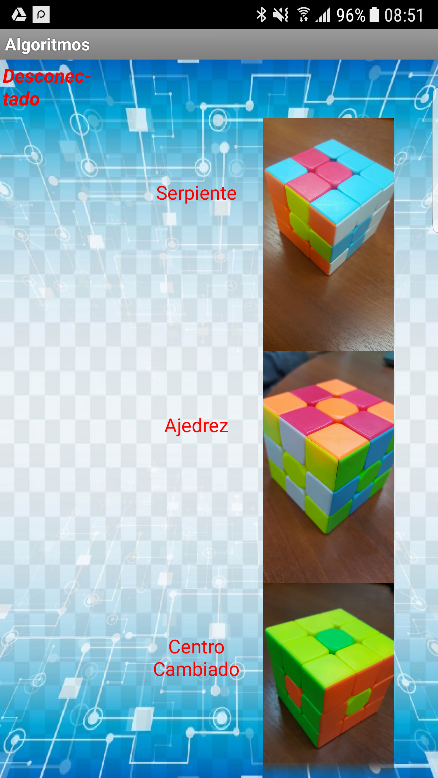 96% 08:51
Algoritmos
Desconec-
tado
Serpiente
Ajedrez
Centro
Cambiado